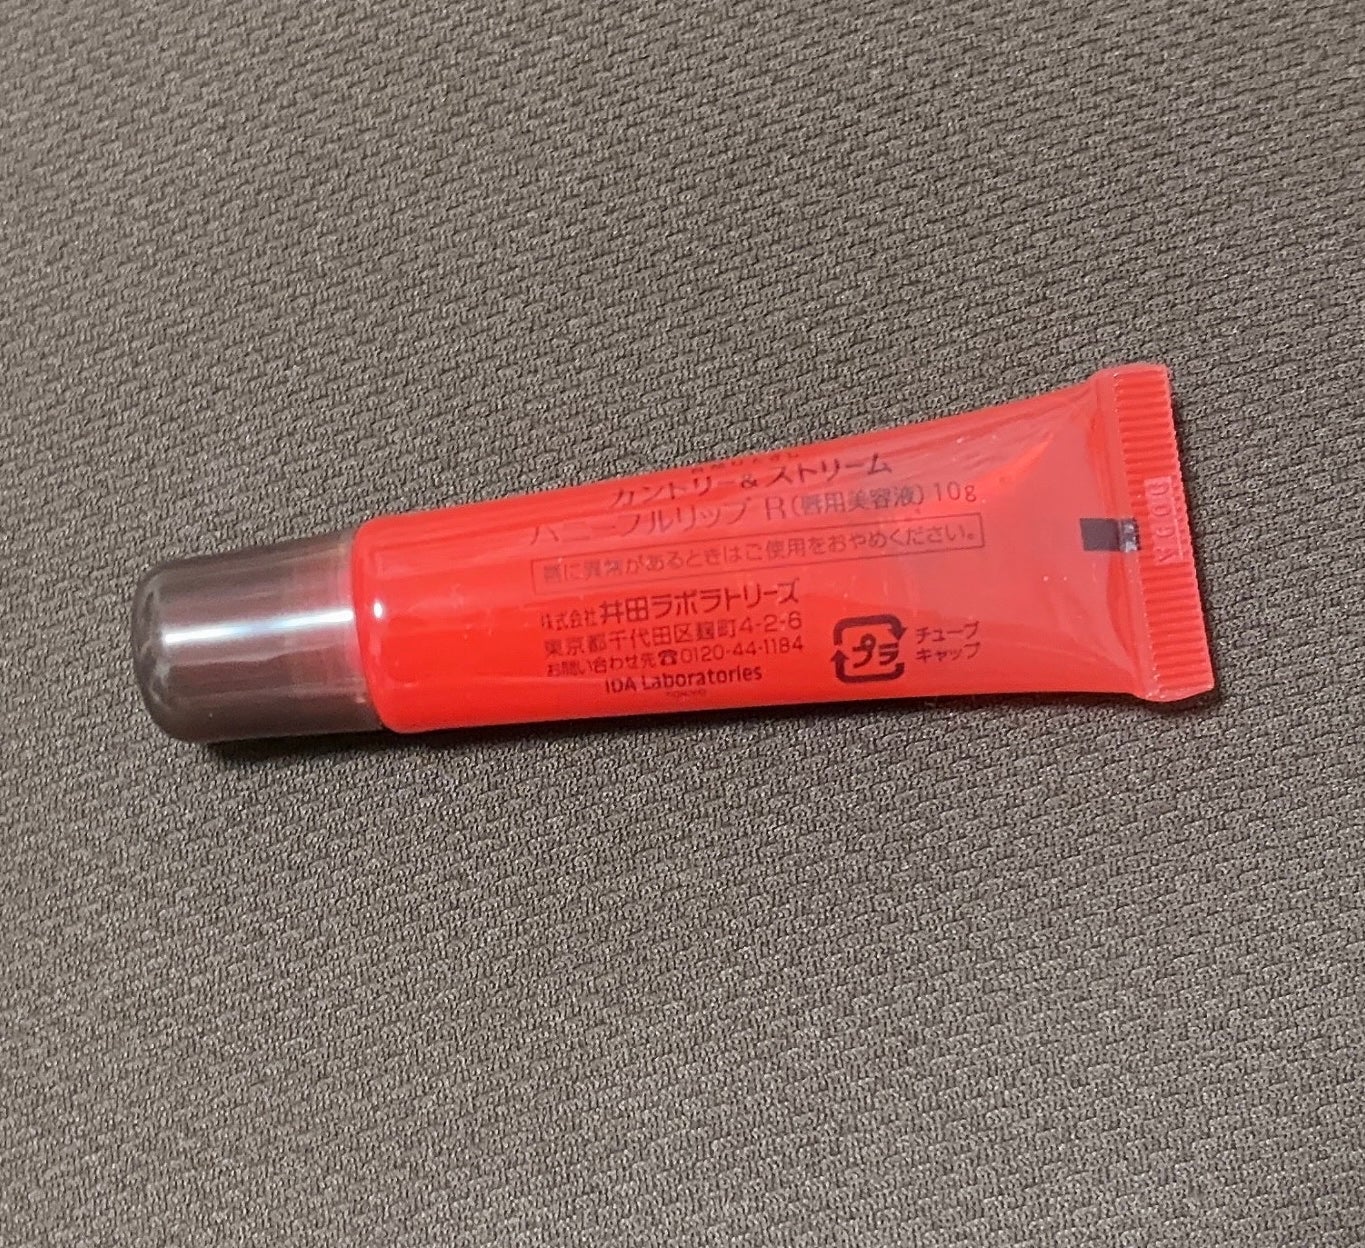 カントリー& ストリーム
ハニーフルリップ R(唇用美容液) 10g
唇に異常があるときはご使用をおやめください。
株式会社 井田ラボラトリーズ
東京都千代田区麹町4-2-6
お問い合わせ先☎0120-44-1184
IDA Laboratories
TOKYO
プラ
チューブ
キャップ